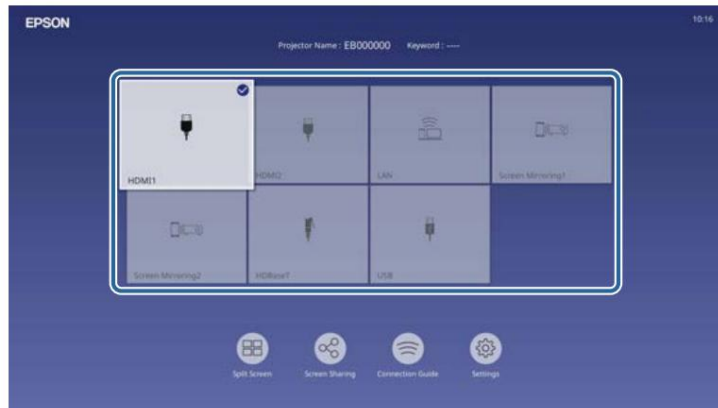 EPSON
10:16
Projector Name : EB000000 Keyword : ----
HDMI1
HDMI2
LAN
Screen Mirroring1
Screen Mirroring2
HDBaseT
USB
Split Screen
Screen Sharing
Connection Guide
Settings